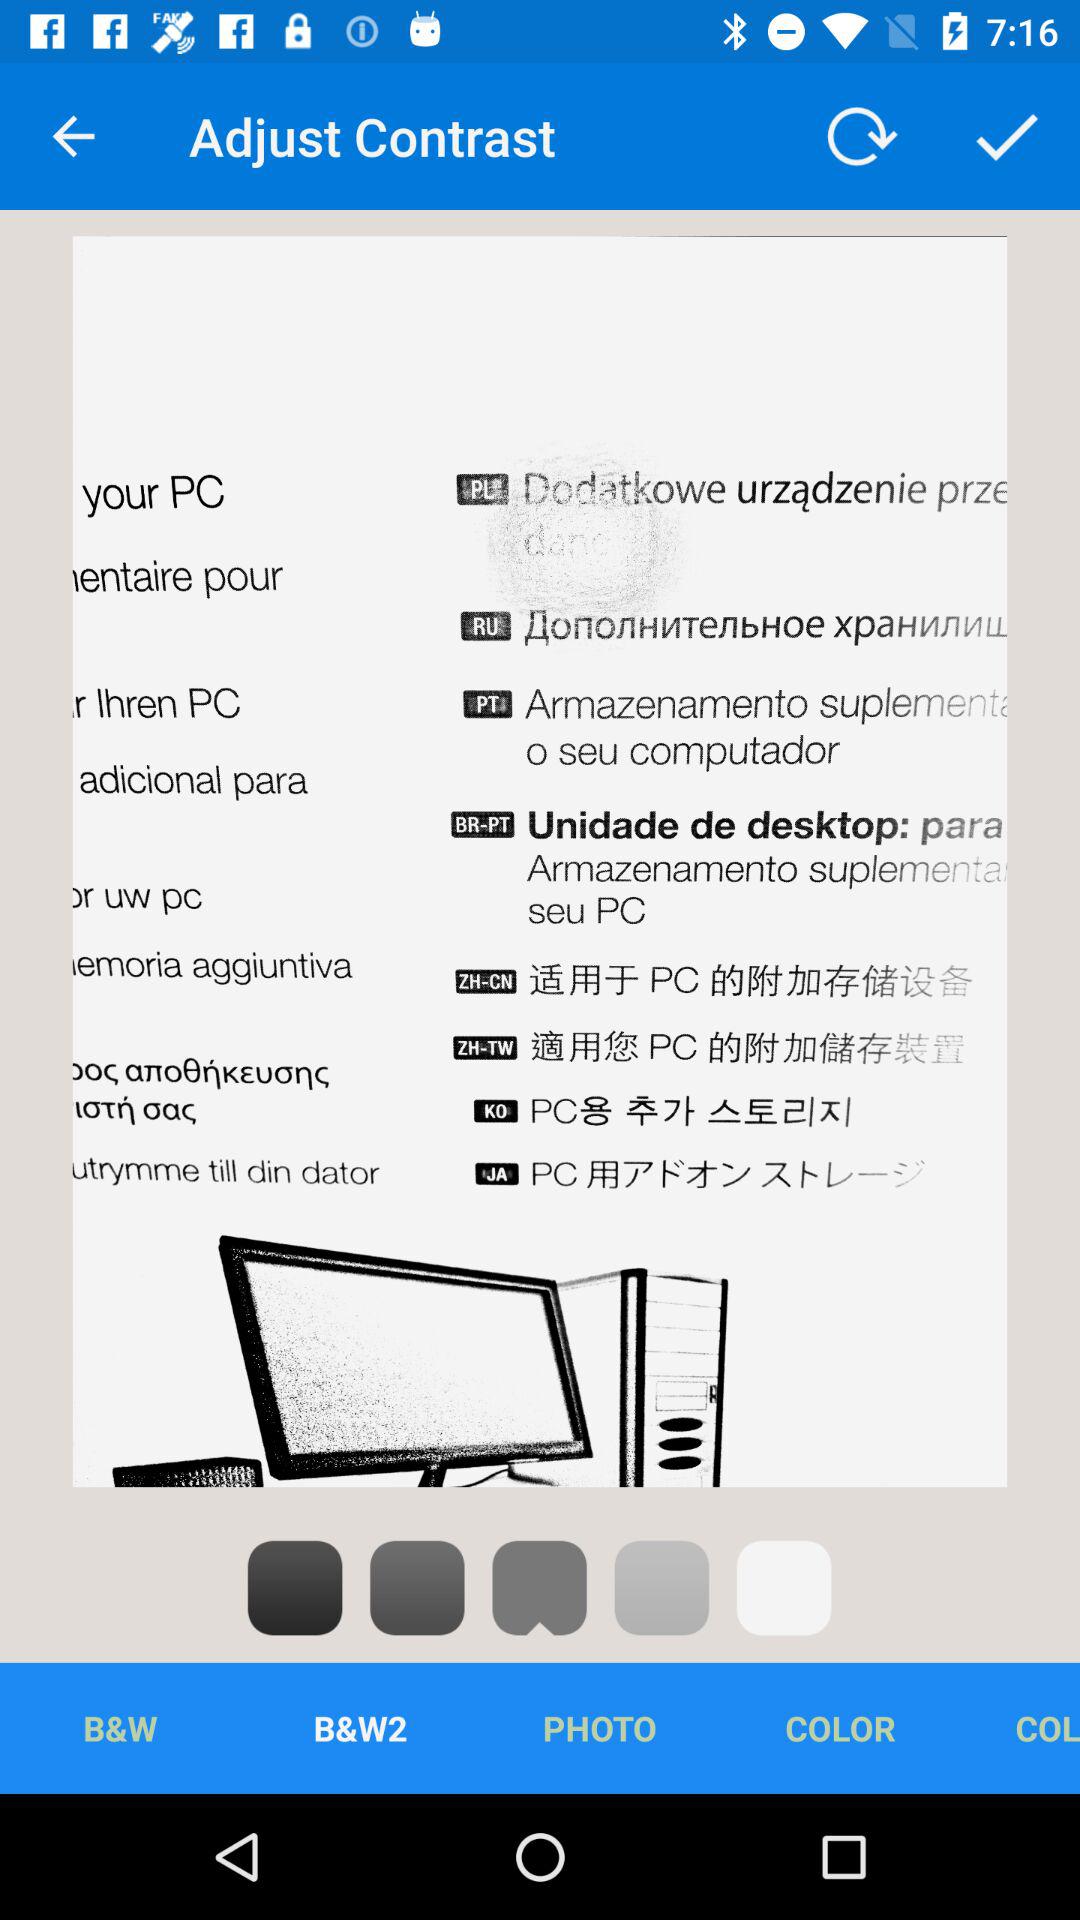 7:16
Adjust Contrast
your PC
mentaire pour
r Ihren PC
adicional para
or uw pc
emoria aggiuntiva
ρος αποθήκευσης
ιστή σας
utrymme till din dator
PL Dodatkowe urządzenie prze
dane
RU Дополнительное хранилищ
PT Armazenamento suplementa
o seu computador
BR-PT Unidade de desktop: para
Armazenamento suplementa
seu PC
ZH-CN 适用于 PC 的附加存储设备
ZH-TW 適用您 PC 的附加儲存裝置
KO PC용 추가 스토리지
JA PC 用アドオン ストレージ
B&W B&W2 PHOTO COLOR COL